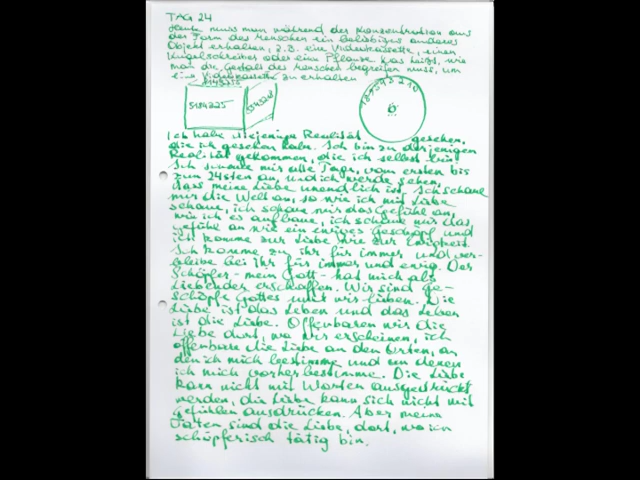 TAG 24
Heute muss man während der Konzentration aus
der Form des Menschen ein beliebiges anderes
Objekt erhalten, z.B. eine Videokassette, einen
Kugelschreiber oder eine Pflanze. Das heißt, wie
man die Gestalt des Menschen begreifen muss, um
eine Videokassette zu erhalten
5184325
Ich habe diejenige Realität gesehen,
die ich gesehen habe. Ich bin zu derjenigen
Realität gekommen, die ich selbst bin.
Ich schaue mir alle Tage, vom ersten bis
zum 24sten an, und ich werde sehen,
dass meine Liebe unendlich ist. Ich schaue
mir die Welt an, so wie ich mit Liebe
schaue, ich schaue mir das Gefühl an,
wie ich es aufbaue, ich schaue mir das
Gefühl an wie ein ewiges Geschöpf und
ich komme zur Liebe wie zur Ewigkeit.
Ich komme zu ihr für immer und ver-
bleibe bei ihr für immer und ewig. Der
Schöpfer - mein Gott - hat mich als
Liebender erschaffen. Wir sind Ge-
schöpfe Gottes und wir lieben. Die
Liebe ist das Leben und das Leben
ist die Liebe. Offenbaren wir die
Liebe dort, wo wir erscheinen, ich
offenbare die Liebe an den Orten, an
denen ich mich bestimme und an denen
ich mich vorherbestimme. Die Liebe
kann nicht mit Worten ausgedrückt
werden, die Liebe kann sich nicht mit
Gefühlen ausdrücken. Aber meine
Taten sind die Liebe, dort, wo ich
schöpferisch tätig bin.